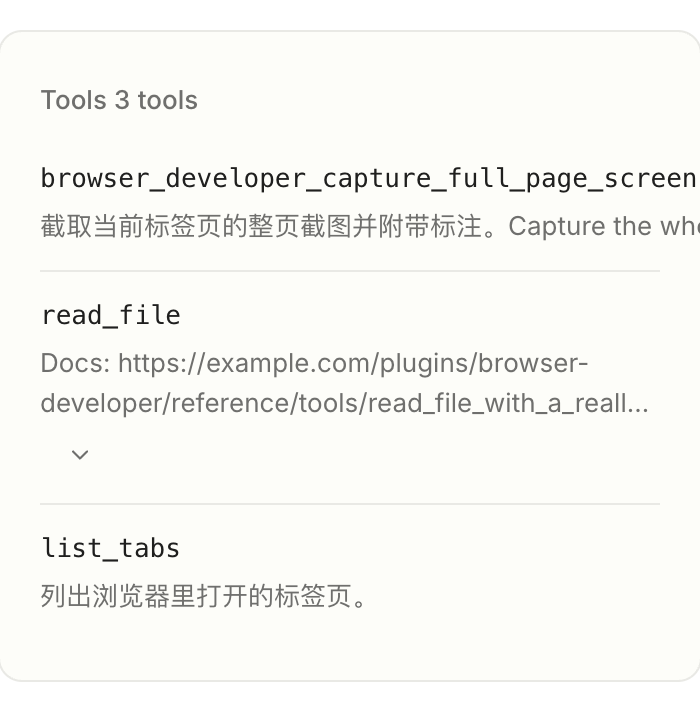 Tools 3 tools
browser_developer_capture_full_page_screen
截取当前标签页的整页截图并附带标注。Capture the
read_file
Docs: https://example.com/plugins/browser-
developer/reference/tools/read_file_with_a_reall...
list_tabs
列出浏览器里打开的标签页。